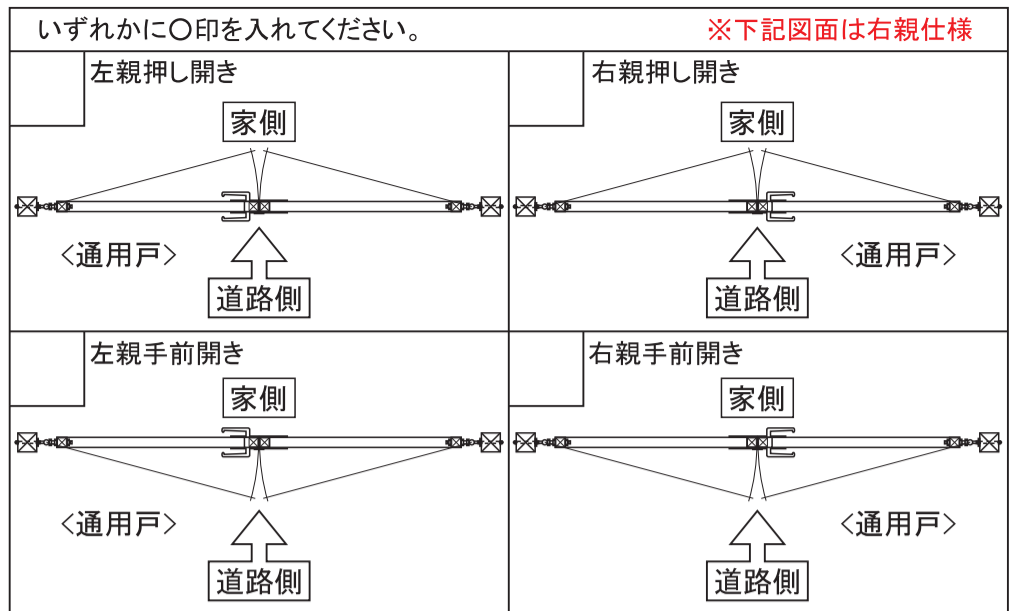 いずれかに○印を入れてください。
※下記図面は右親仕様
左親押し開き
家側
<通用戸>
道路側
右親押し開き
家側
<通用戸>
道路側
左親手前開き
家側
<通用戸>
道路側
右親手前開き
家側
<通用戸>
道路側